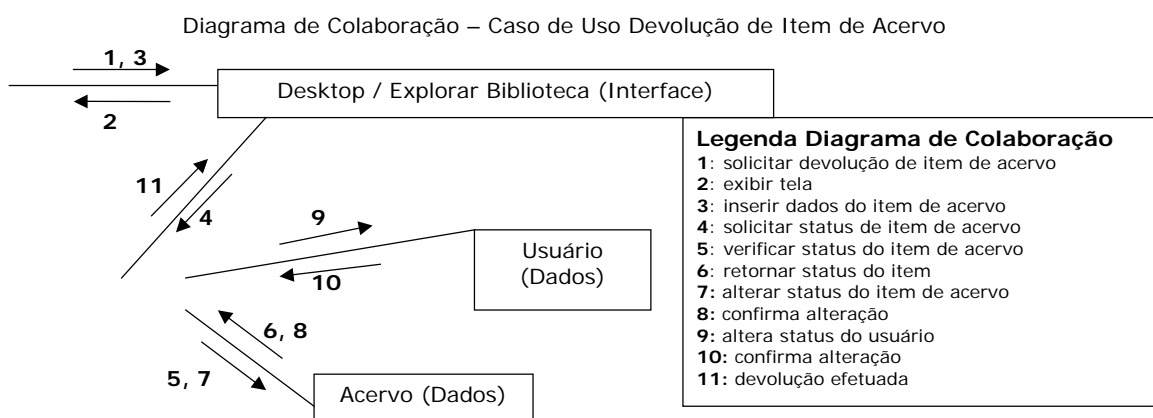 Diagrama de Colaboração – Caso de Uso Devolução de Item de Acervo
1, 3
Desktop / Explorar Biblioteca (Interface)
2
Legenda Diagrama de Colaboração
1: solicitar devolução de item de acervo
2: exibir tela
3: inserir dados do item de acervo
4: solicitar status de item de acervo
5: verificar status do item de acervo
6: retornar status do item
7: alterar status do item de acervo
8: confirma alteração
9: altera status do usuário
10: confirma alteração
11: devolução efetuada
11
4
9
Usuário
(Dados)
10
6, 8
5, 7
Acervo (Dados)